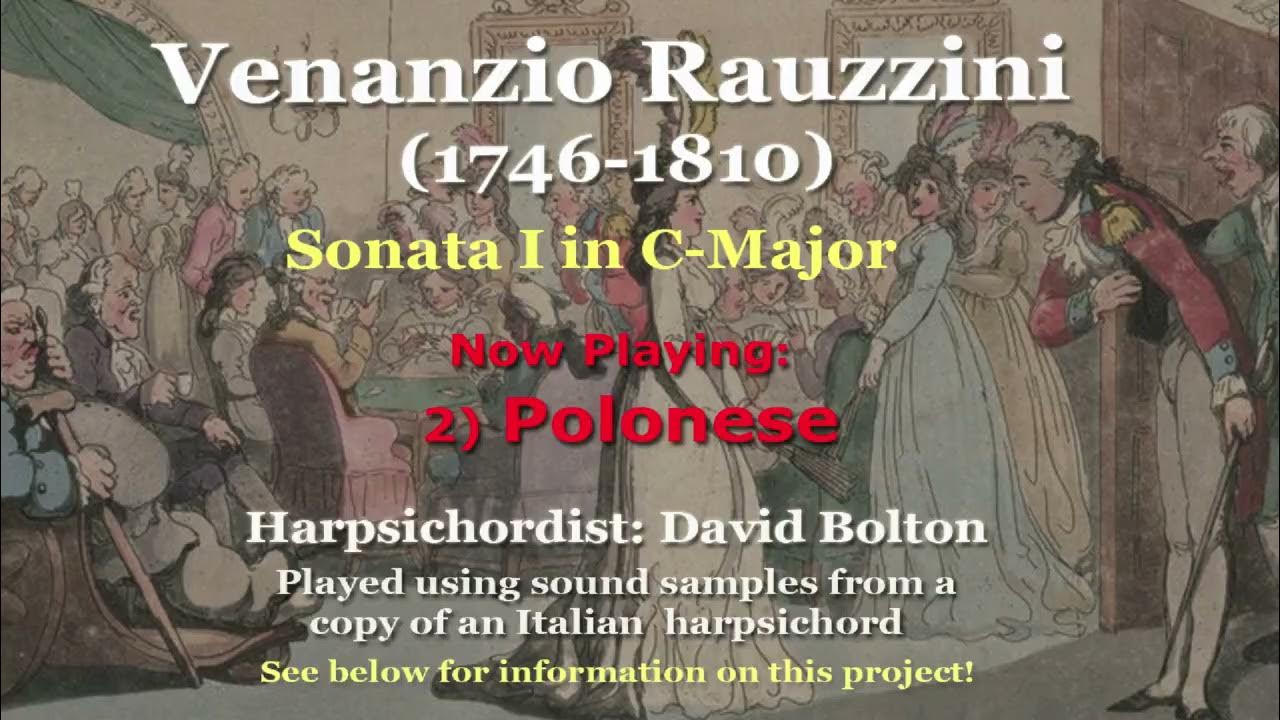 Venanzio Rauzzini
(1746-1810)
Sonata I in C-Major
Now Playing:
2) Polonese
Harpsichordist: David Bolton
Played using sound samples from a
copy of an Italian harpsichord
See below for information on this project!